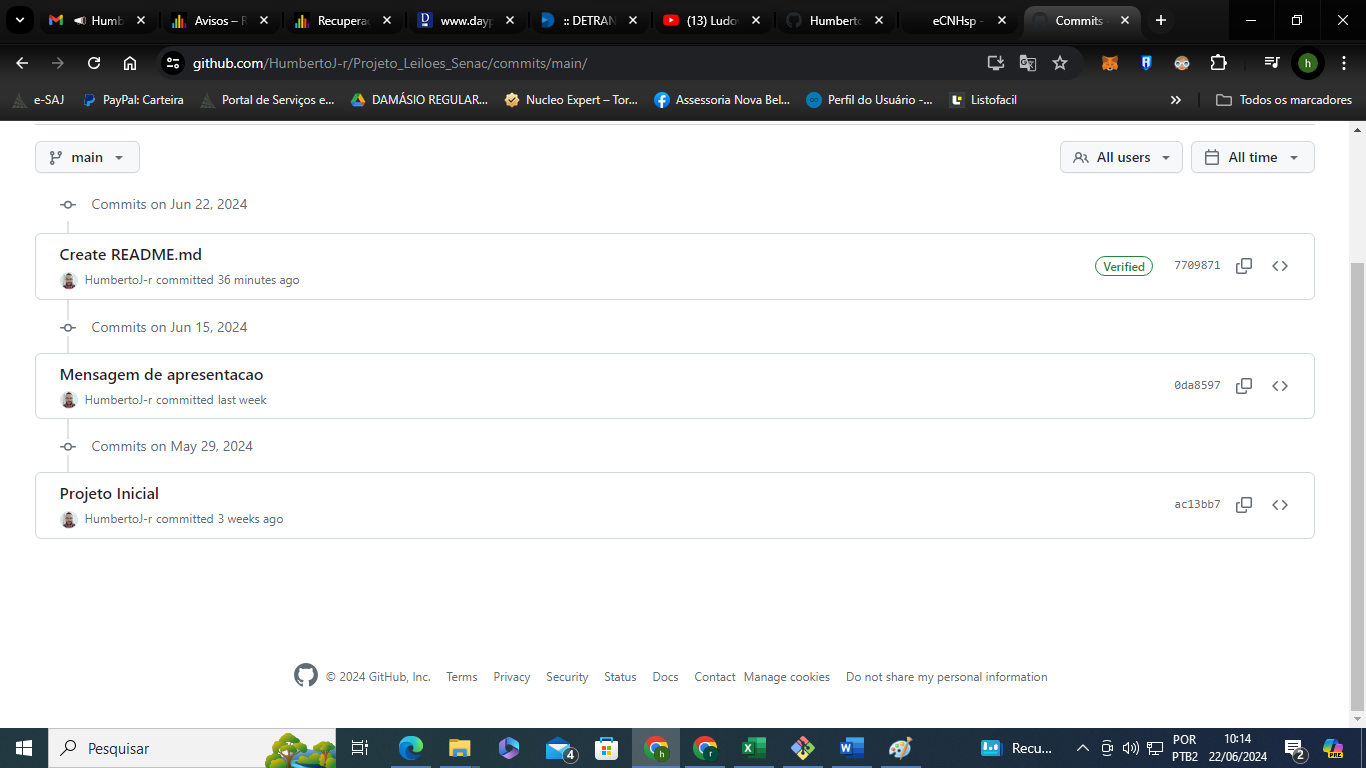 Humb
Avisos – R
Recupera
www.dayp
:: DETRAN
(13) Ludo
Humberto
eCNHsp -
Commits ·
github.com/HumbertoJ-r/Projeto_Leiloes_Senac/commits/main/
h
e-SAJ
PayPal: Carteira
Portal de Serviços e...
DAMÁSIO REGULAR...
Nucleo Expert – Tor...
Assessoria Nova Bel...
Perfil do Usuário -...
Listofacil
Todos os marcadores
main
All users
All time
Commits on Jun 22, 2024
Create README.md
HumbertoJ-r committed 36 minutes ago
Verified
7709871
Commits on Jun 15, 2024
Mensagem de apresentacao
HumbertoJ-r committed last week
0da8597
Commits on May 29, 2024
Projeto Inicial
HumbertoJ-r committed 3 weeks ago
ac13bb7
© 2024 GitHub, Inc.
Terms
Privacy
Security
Status
Docs
Contact
Manage cookies
Do not share my personal information
Pesquisar
4
h
r
Recu...
POR
PTB2
10:14
22/06/2024
2
PRE